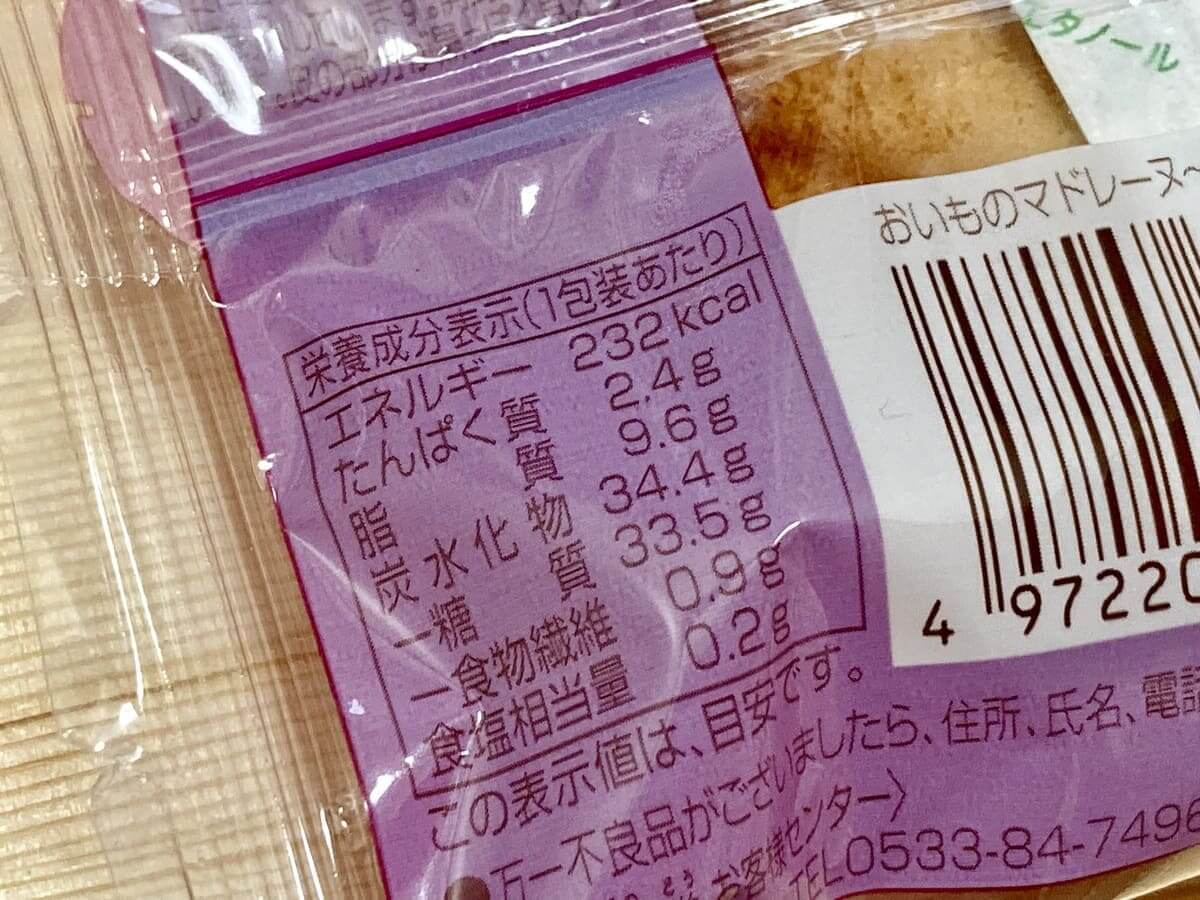 タノール
おいものマドレーヌ~
栄養成分表示(1包装あたり)
エネルギー 232kcal
たんぱく質 2.4g
脂質 9.6g
炭水化物 34.4g
ー糖質 33.5g
ー食物繊維 0.9g
食塩相当量 0.2g
この表示値は、目安です。
4 97220
●万一不良品がございましたら、住所、氏名、電話
お客様センター〉
TEL0533-84-7496